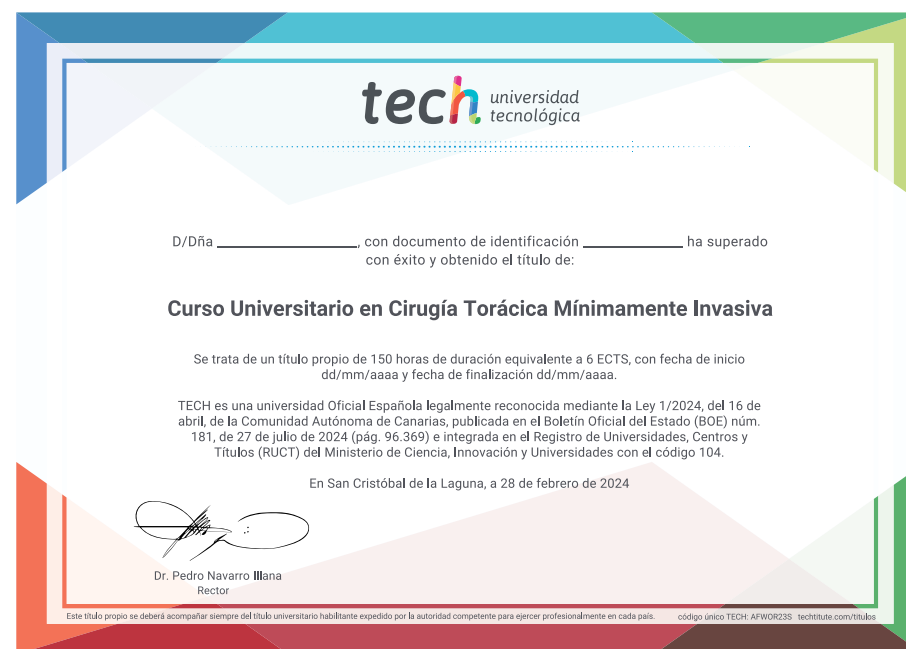 tech universidad
tecnológica
D/Dña ________________, con documento de identificación ____________ ha superado
con éxito y obtenido el título de:
Curso Universitario en Cirugía Torácica Mínimamente Invasiva
Se trata de un título propio de 150 horas de duración equivalente a 6 ECTS, con fecha de inicio
dd/mm/aaaa y fecha de finalización dd/mm/aaaa.
TECH es una universidad Oficial Española legalmente reconocida mediante la Ley 1/2024, del 16 de
abril, de la Comunidad Autónoma de Canarias, publicada en el Boletín Oficial del Estado (BOE) núm.
181, de 27 de julio de 2024 (pág. 96.369) e integrada en el Registro de Universidades, Centros y
Títulos (RUCT) del Ministerio de Ciencia, Innovación y Universidades con el código 104.
En San Cristóbal de la Laguna, a 28 de febrero de 2024
Dr. Pedro Navarro Illana
Rector
Este título propio se deberá acompañar siempre del título universitario habilitante expedido por la autoridad competente para ejercer profesionalmente en cada país. código único TECH: AFWOR23S techtitute.com/titulos